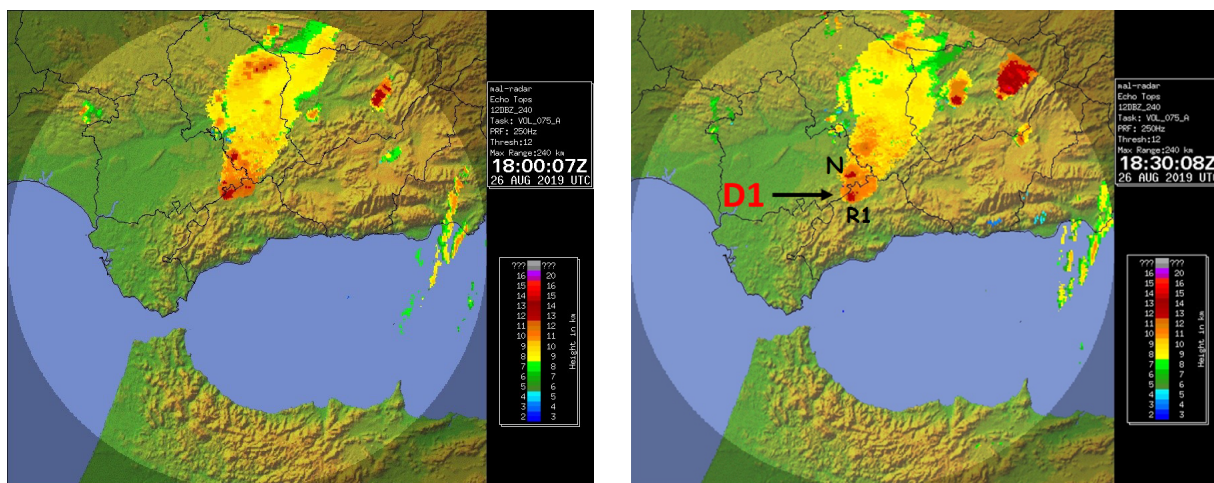 mal-radar
Echo Tops
12DBZ_240
Task: VOL_075_A
PRF: 250Hz
Thresh:12
Max Range:240 km
18:00:07Z
26 AUG 2019 UTC
??? ???
16 20
15 16
14 15
13 14
12 13
11 12
10 11
9 10
8 9
7 8
6 7
5 6
4 5
3 4
2 3
Height in km
N
D1
R1
mal-radar
Echo Tops
12DBZ_240
Task: VOL_075_A
PRF: 250Hz
Thresh:12
Max Range:240 km
18:30:08Z
26 AUG 2019 UTC
??? ???
16 20
15 16
14 15
13 14
12 13
11 12
10 11
9 10
8 9
7 8
6 7
5 6
4 5
3 4
2 3
Height in km